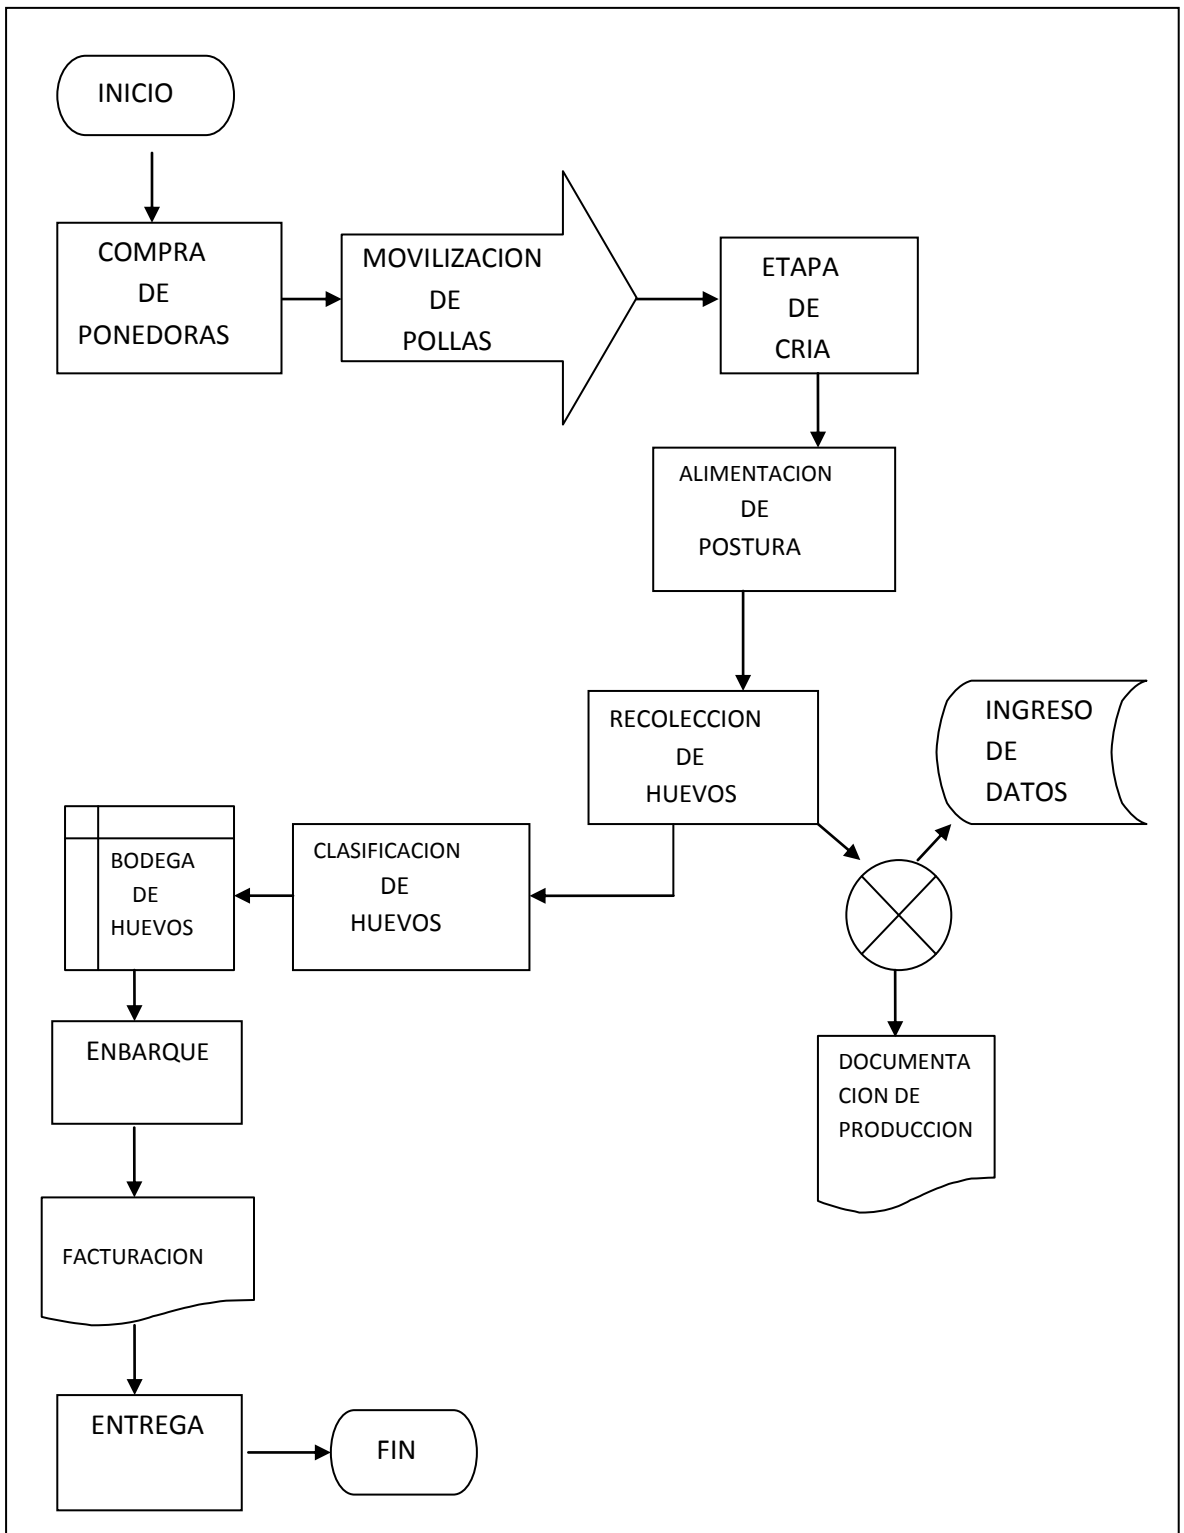 INICIO
COMPRA
DE
PONEDORAS
MOVILIZACION
DE
POLLAS
ETAPA
DE
CRIA
ALIMENTACION
DE
POSTURA
RECOLECCION
DE
HUEVOS
INGRESO
DE
DATOS
CLASIFICACION
DE
HUEVOS
BODEGA
DE
HUEVOS
ENBARQUE
DOCUMENTA
CION DE
PRODUCCION
FACTURACION
ENTREGA
FIN